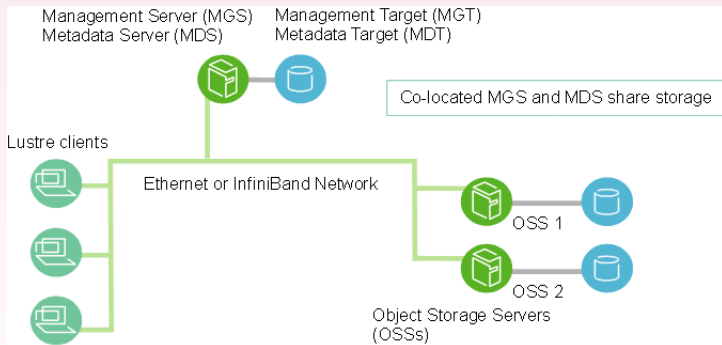 Management Server (MGS)
Metadata Server (MDS)
Management Target (MGT)
Metadata Target (MDT)
Co-located MGS and MDS share storage
Lustre clients
Ethernet or InfiniBand Network
OSS 1
OSS 2
Object Storage Servers
(OSSs)